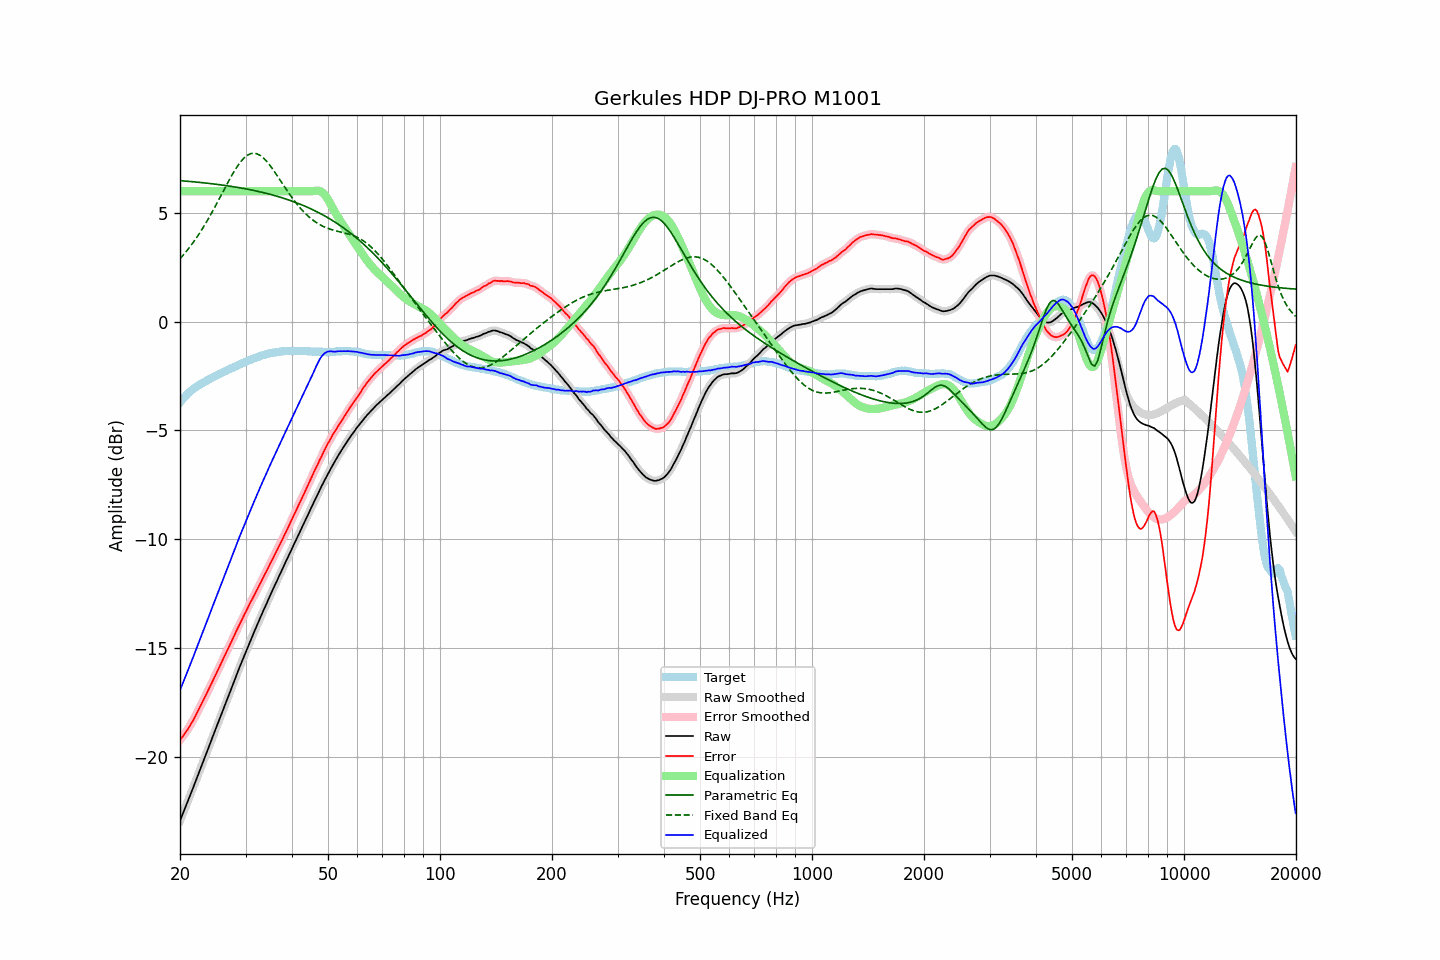 Gerkules HDP DJ-PRO M1001
Amplitude (dBr)
5
0
−5
−10
−15
−20
Target
Raw Smoothed
Error Smoothed
Raw
Error
Equalization
Parametric Eq
Fixed Band Eq
Equalized
20 50 100 200 500 1000 2000 5000 10000 20000
Frequency (Hz)